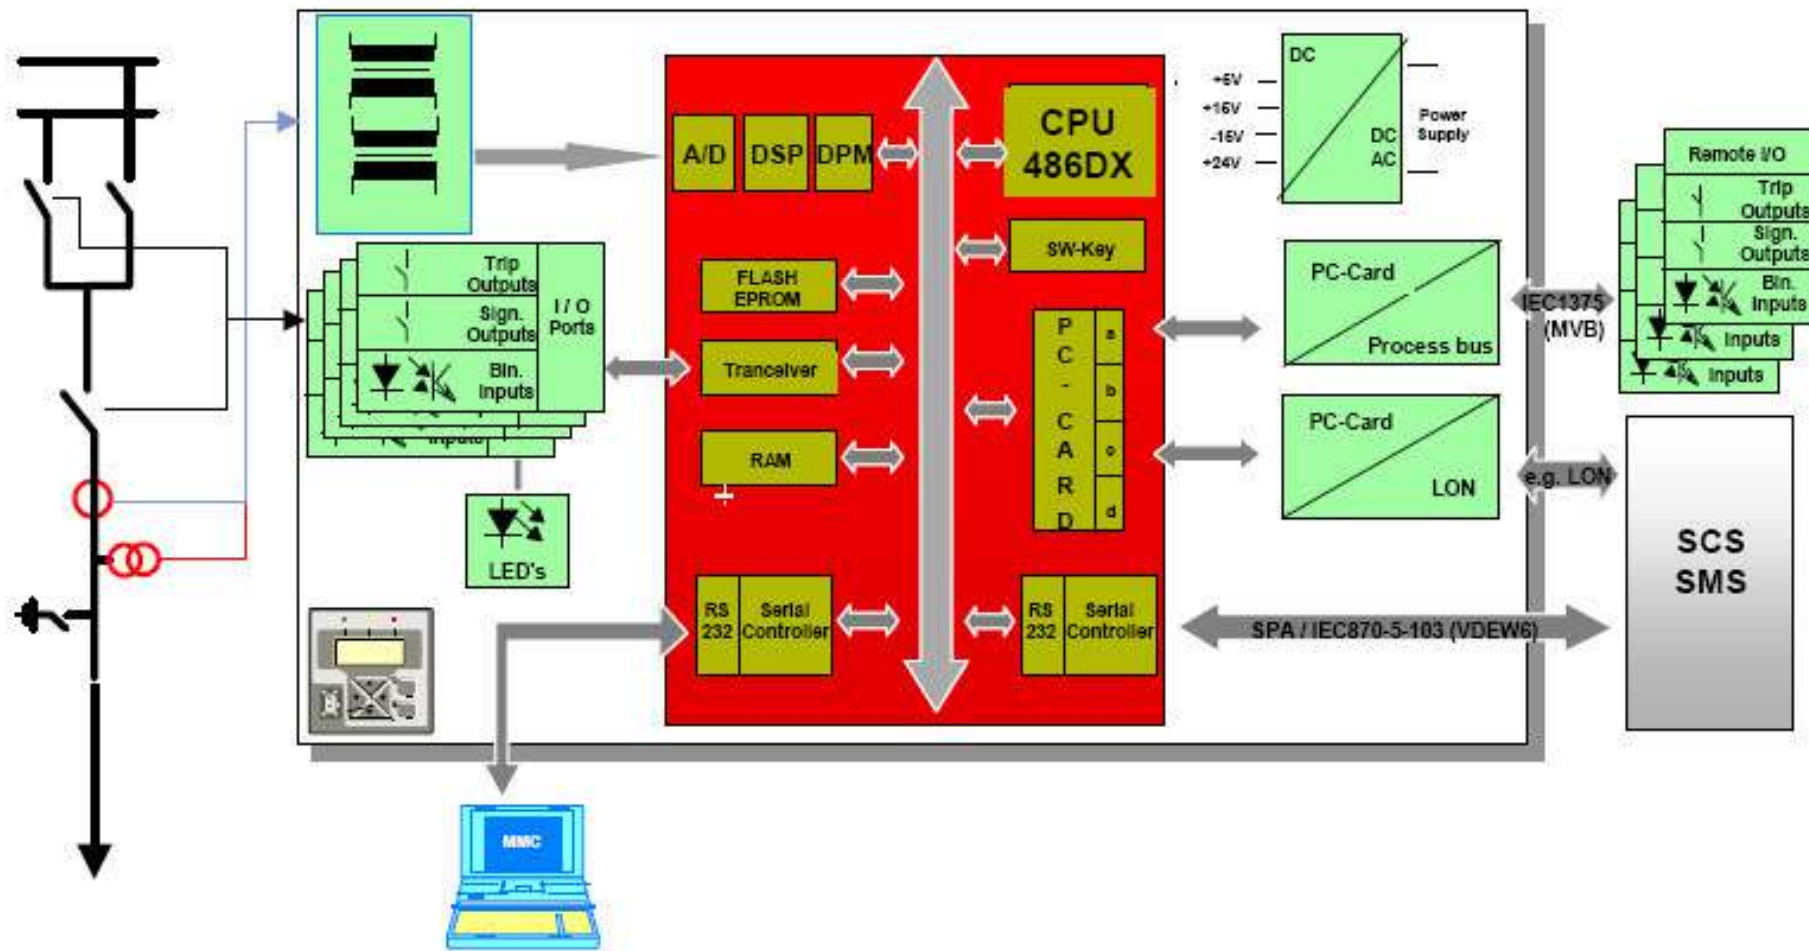 DC
+5V
+15V
-15V
+24V
DC
AC
Power
Supply
A/D
DSP
DPM
CPU
486DX
Remote I/O
Trip
Outputs
Sign.
Outputs
Bin.
Inputs
Inputs
Inputs
Trip
Outputs
Sign.
Outputs
Bin.
Inputs
I / O
Ports
Inputs
FLASH
EPROM
SW-Key
PC-Card
Process bus
IEC1375
(MVB)
Tranceiver
PC-CARD
a
b
c
d
RAM
PC-Card
LON
e.g. LON
LED's
SCS
SMS
RS
232
Serial
Controller
RS
232
Serial
Controller
SPA / IEC870-5-103 (VDEW6)
MMC